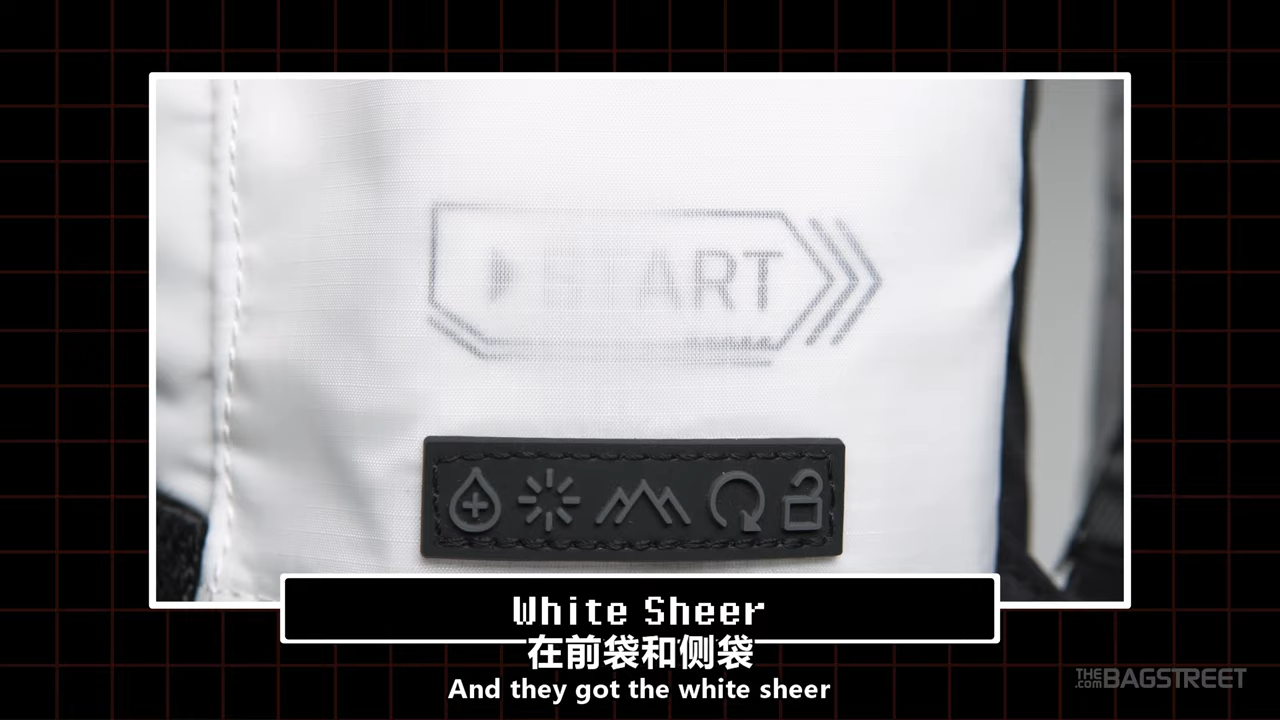 START
White Sheer
在前袋和侧袋
And they got the white sheer
THE
.com BAGSTREET